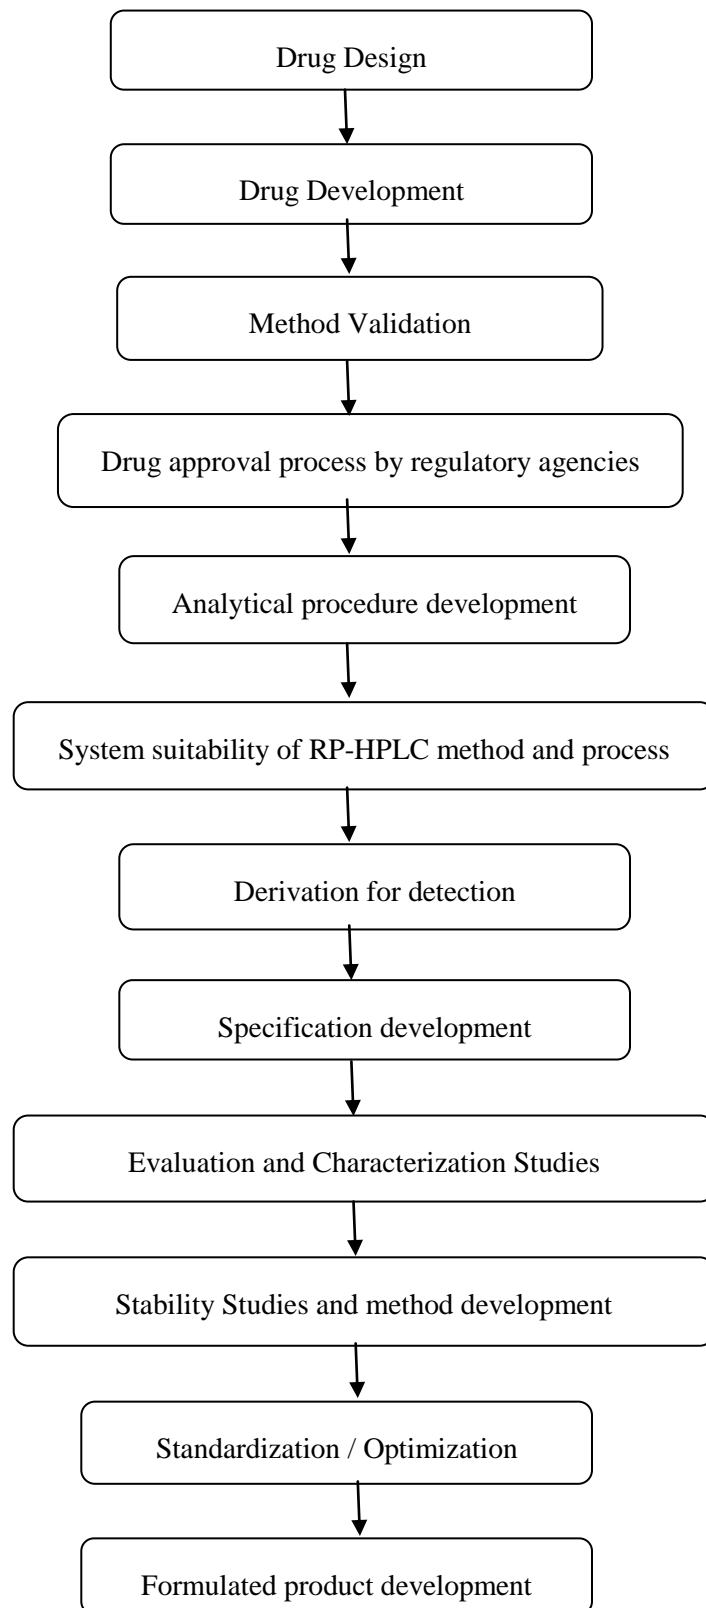 Drug Design
Drug Development
Method Validation
Drug approval process by regulatory agencies
Analytical procedure development
System suitability of RP-HPLC method and process
Derivation for detection
Specification development
Evaluation and Characterization Studies
Stability Studies and method development
Standardization / Optimization
Formulated product development